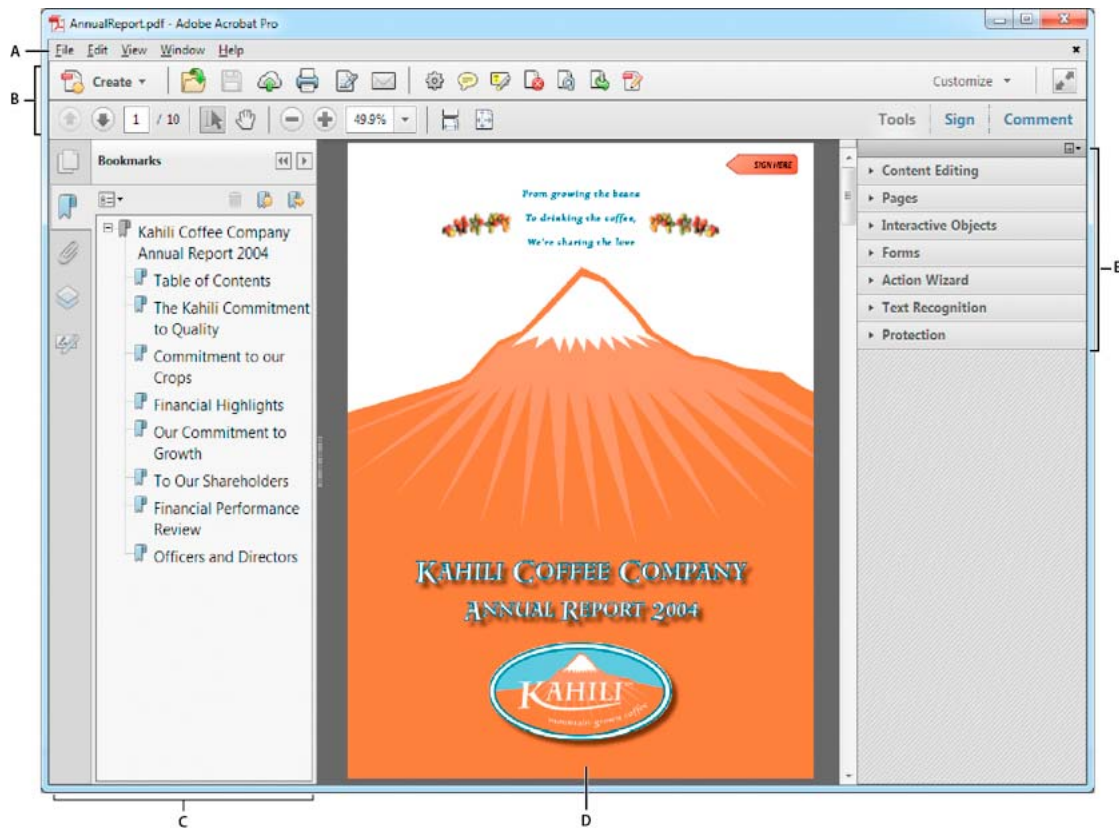 AnnualReport.pdf - Adobe Acrobat Pro
A
File Edit View Window Help
B
Create
Customize
1 / 10
49.9%
Tools Sign Comment
Bookmarks
Kahili Coffee Company
Annual Report 2004
Table of Contents
The Kahili Commitment
to Quality
Commitment to our
Crops
Financial Highlights
Our Commitment to
Growth
To Our Shareholders
Financial Performance
Review
Officers and Directors
SIGN HERE
From growing the beans
To drinking the coffee,
We're sharing the love
KAHILI COFFEE COMPANY
ANNUAL REPORT 2004
KAHILI
mountain grown coffee
Content Editing
Pages
Interactive Objects
Forms
Action Wizard
Text Recognition
Protection
E
C
D